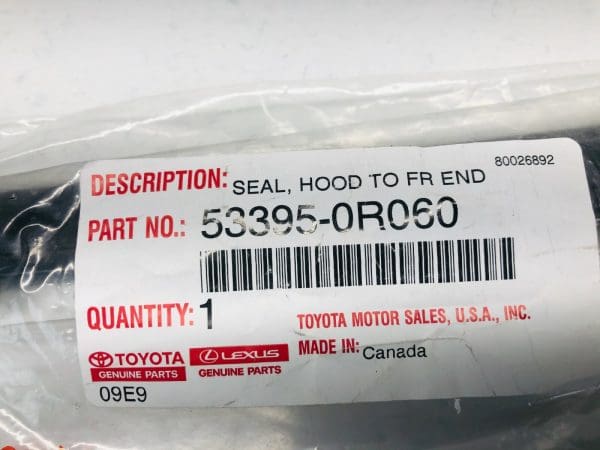 80026892
DESCRIPTION: SEAL, HOOD TO FR END
PART NO.: 53395-0R060
QUANTITY: 1
TOYOTA MOTOR SALES, U.S.A., INC.
MADE IN: Canada
TOYOTA
GENUINE PARTS
LEXUS
GENUINE PARTS
09E9